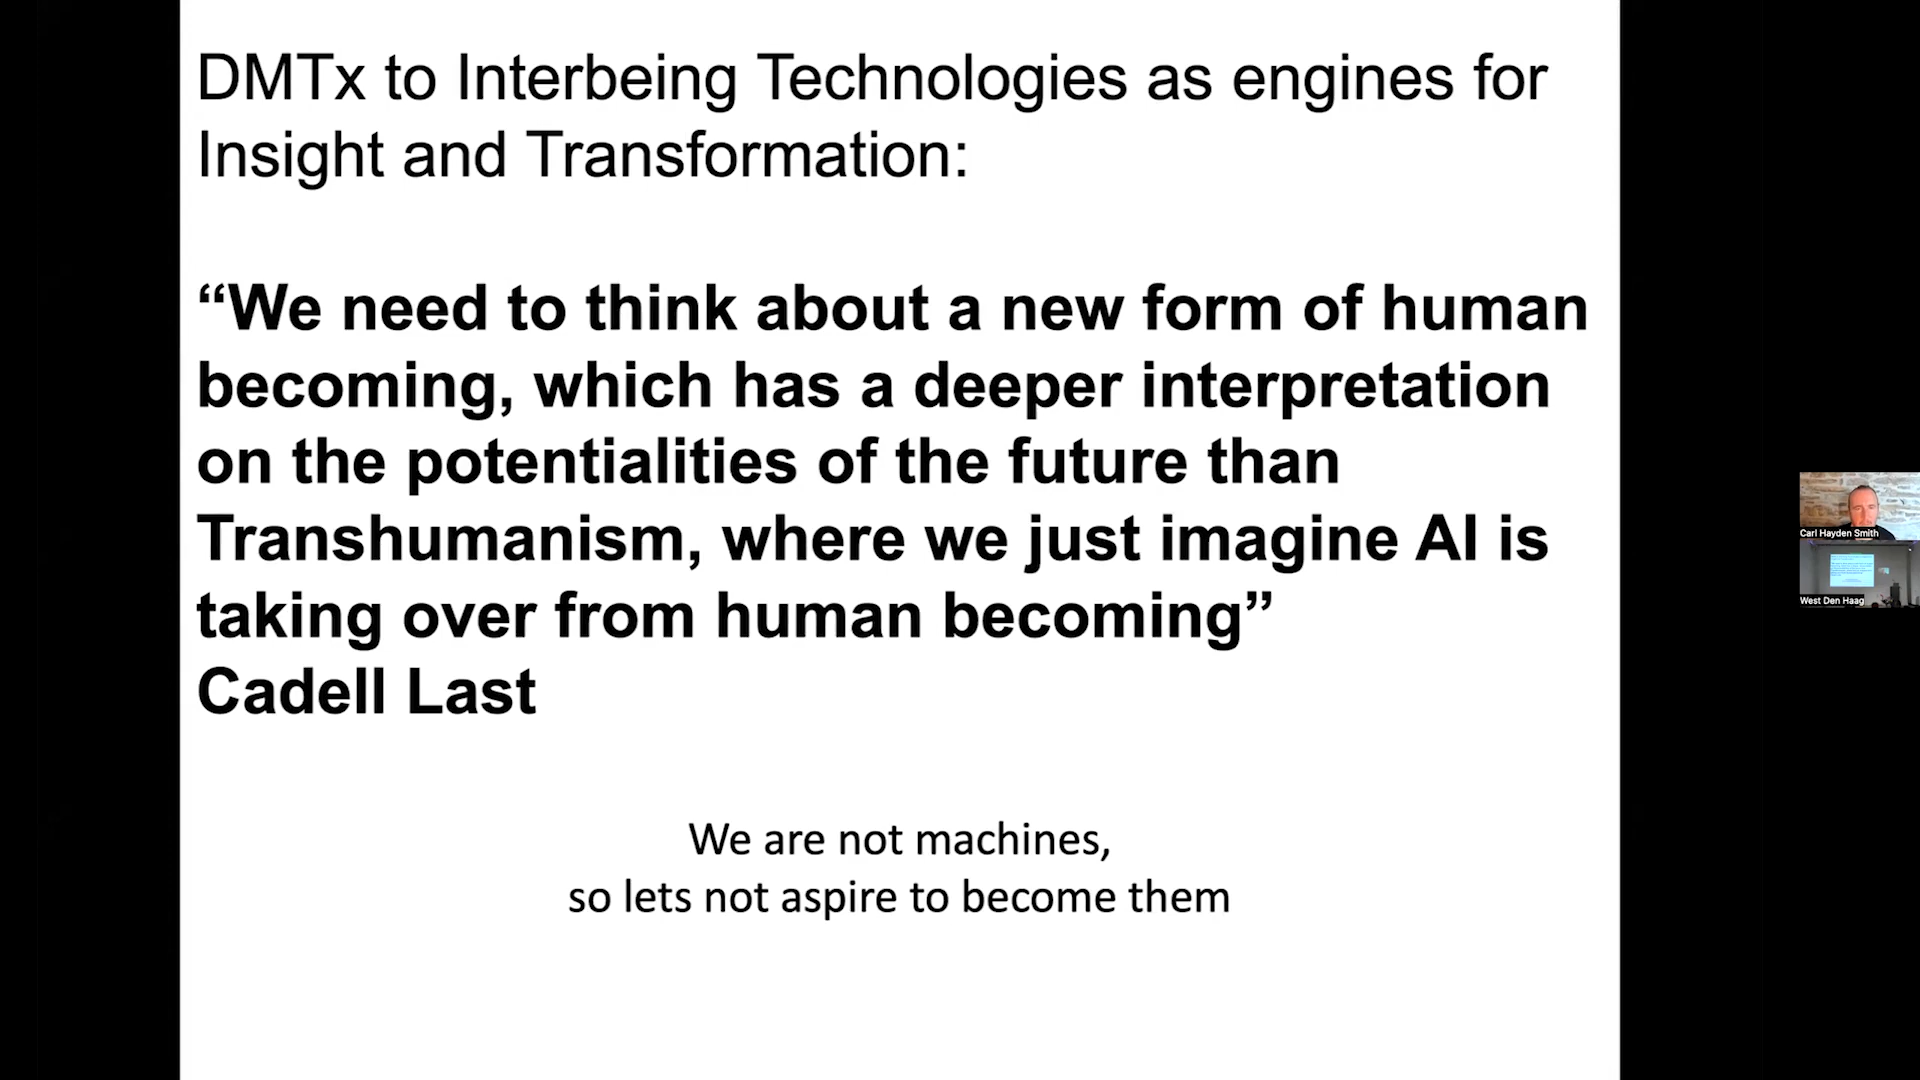 DMTx to Interbeing Technologies as engines for
Insight and Transformation:
“We need to think about a new form of human
becoming, which has a deeper interpretation
on the potentialities of the future than
Transhumanism, where we just imagine AI is
taking over from human becoming”
Cadell Last
We are not machines,
so lets not aspire to become them
Carl Hayden Smith
West Den Haag